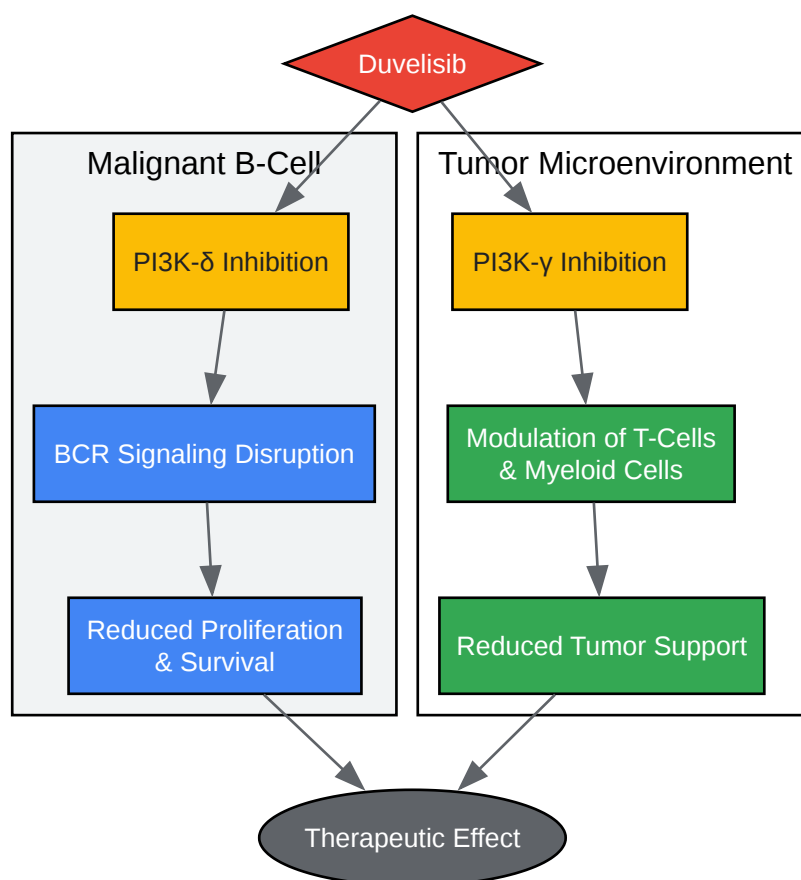 Duvelisib
Malignant B-Cell
PI3K-δ Inhibition
BCR Signaling Disruption
Reduced Proliferation
& Survival
Tumor Microenvironment
PI3K-γ Inhibition
Modulation of T-Cells
& Myeloid Cells
Reduced Tumor Support
Therapeutic Effect